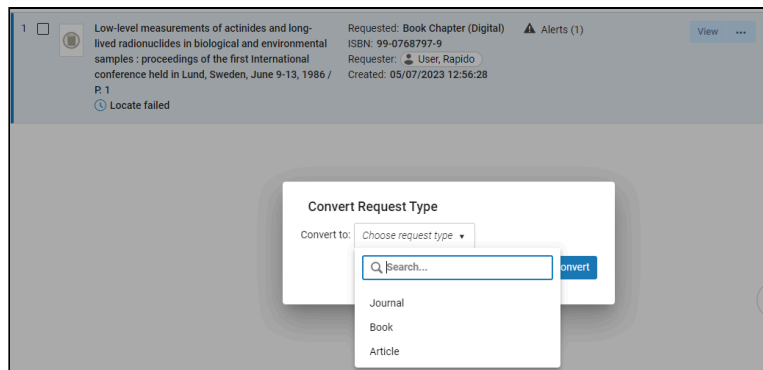 1
Low-level measurements of actinides and long-
lived radionuclides in biological and environmental
samples : proceedings of the first International
conference held in Lund, Sweden, June 9-13, 1986 /
P. 1
Locate failed
Requested: Book Chapter (Digital)
ISBN: 99-0768797-9
Requester: User, Rapido
Created: 05/07/2023 12:56:28
Alerts (1)
View ...
Convert Request Type
Convert to: Choose request type
Search...
onvert
Journal
Book
Article